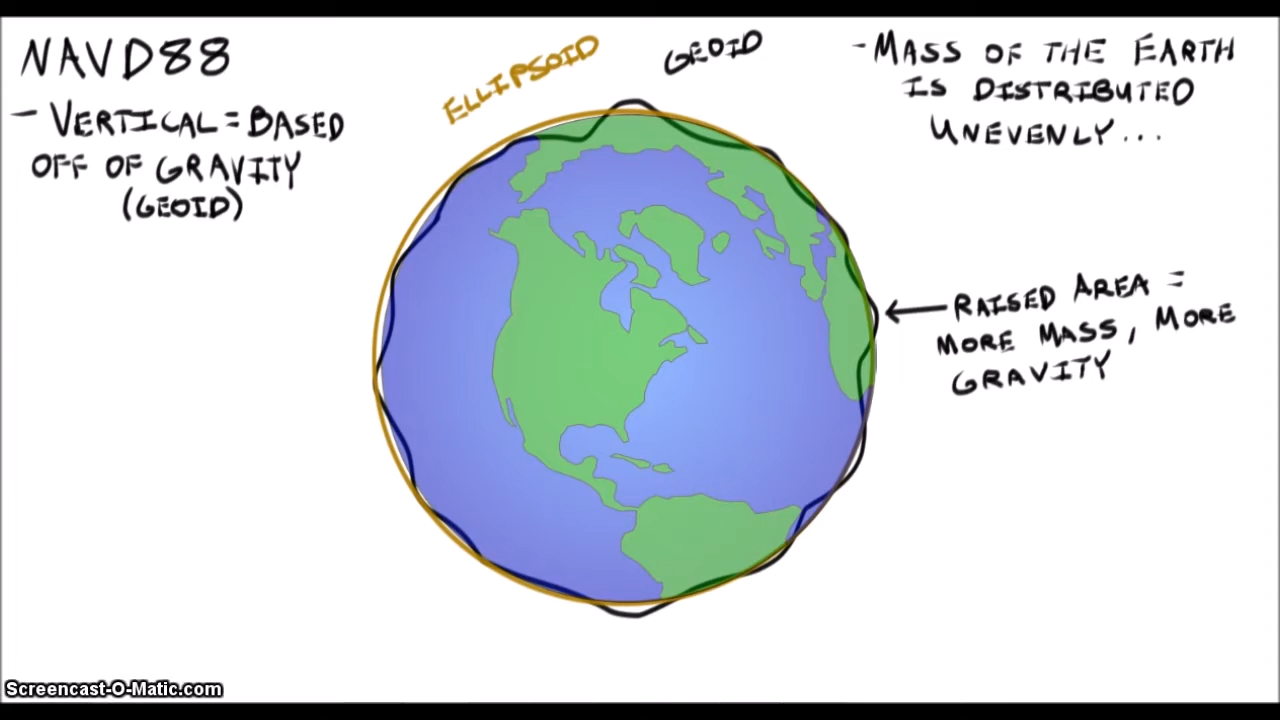 NAVD88
- VERTICAL = BASED
OFF OF GRAVITY
(GEOID)
ELLIPSOID
GEOID
- MASS OF THE EARTH
IS DISTRIBUTED
UNEVENLY...
RAISED AREA =
MORE MASS, MORE
GRAVITY
Screencast-O-Matic.com